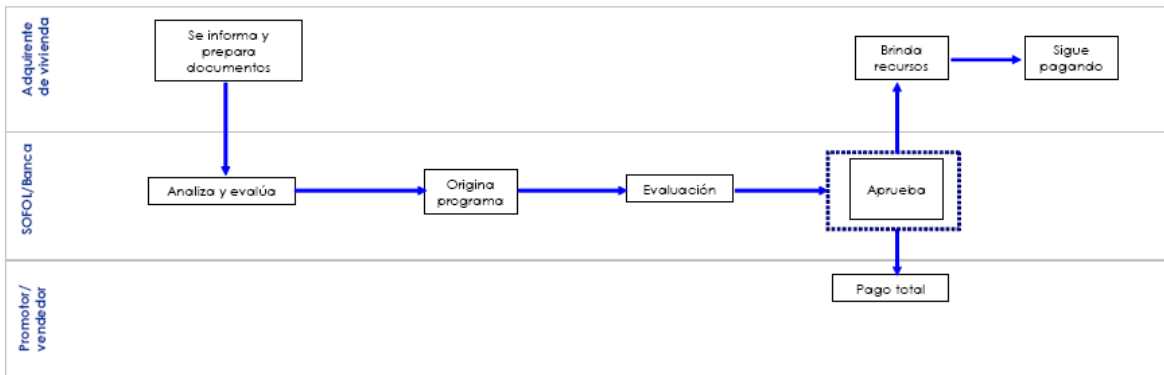 Adquirente
de vivienda
Se informa y
prepara
documentos
Brinda
recursos
Sigue
pagando
SOFOL/Banca
Analiza y evalúa
Origina
programa
Evaluación
Aprueba
Promotor/
vendedor
Pago total